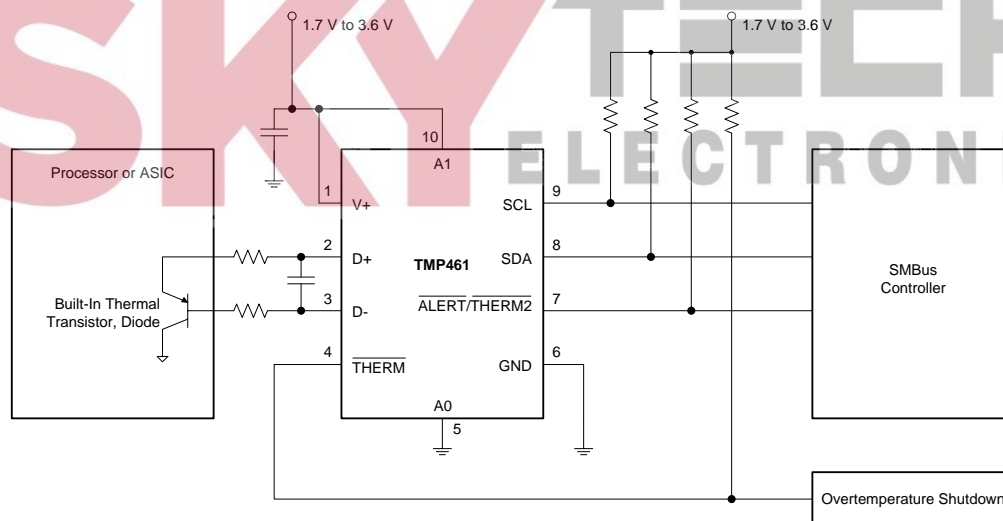 1.7 V to 3.6 V
1.7 V to 3.6 V
SKY
TECH
ELECTRON
Processor or ASIC
Built-In Thermal
Transistor, Diode
10
A1
1
V+
2
D+
3
D-
4
THERM
TMP461
A0
5
SCL
9
SDA
8
ALERT/THERM2
7
GND
6
SMBus
Controller
Overtemperature Shutdown